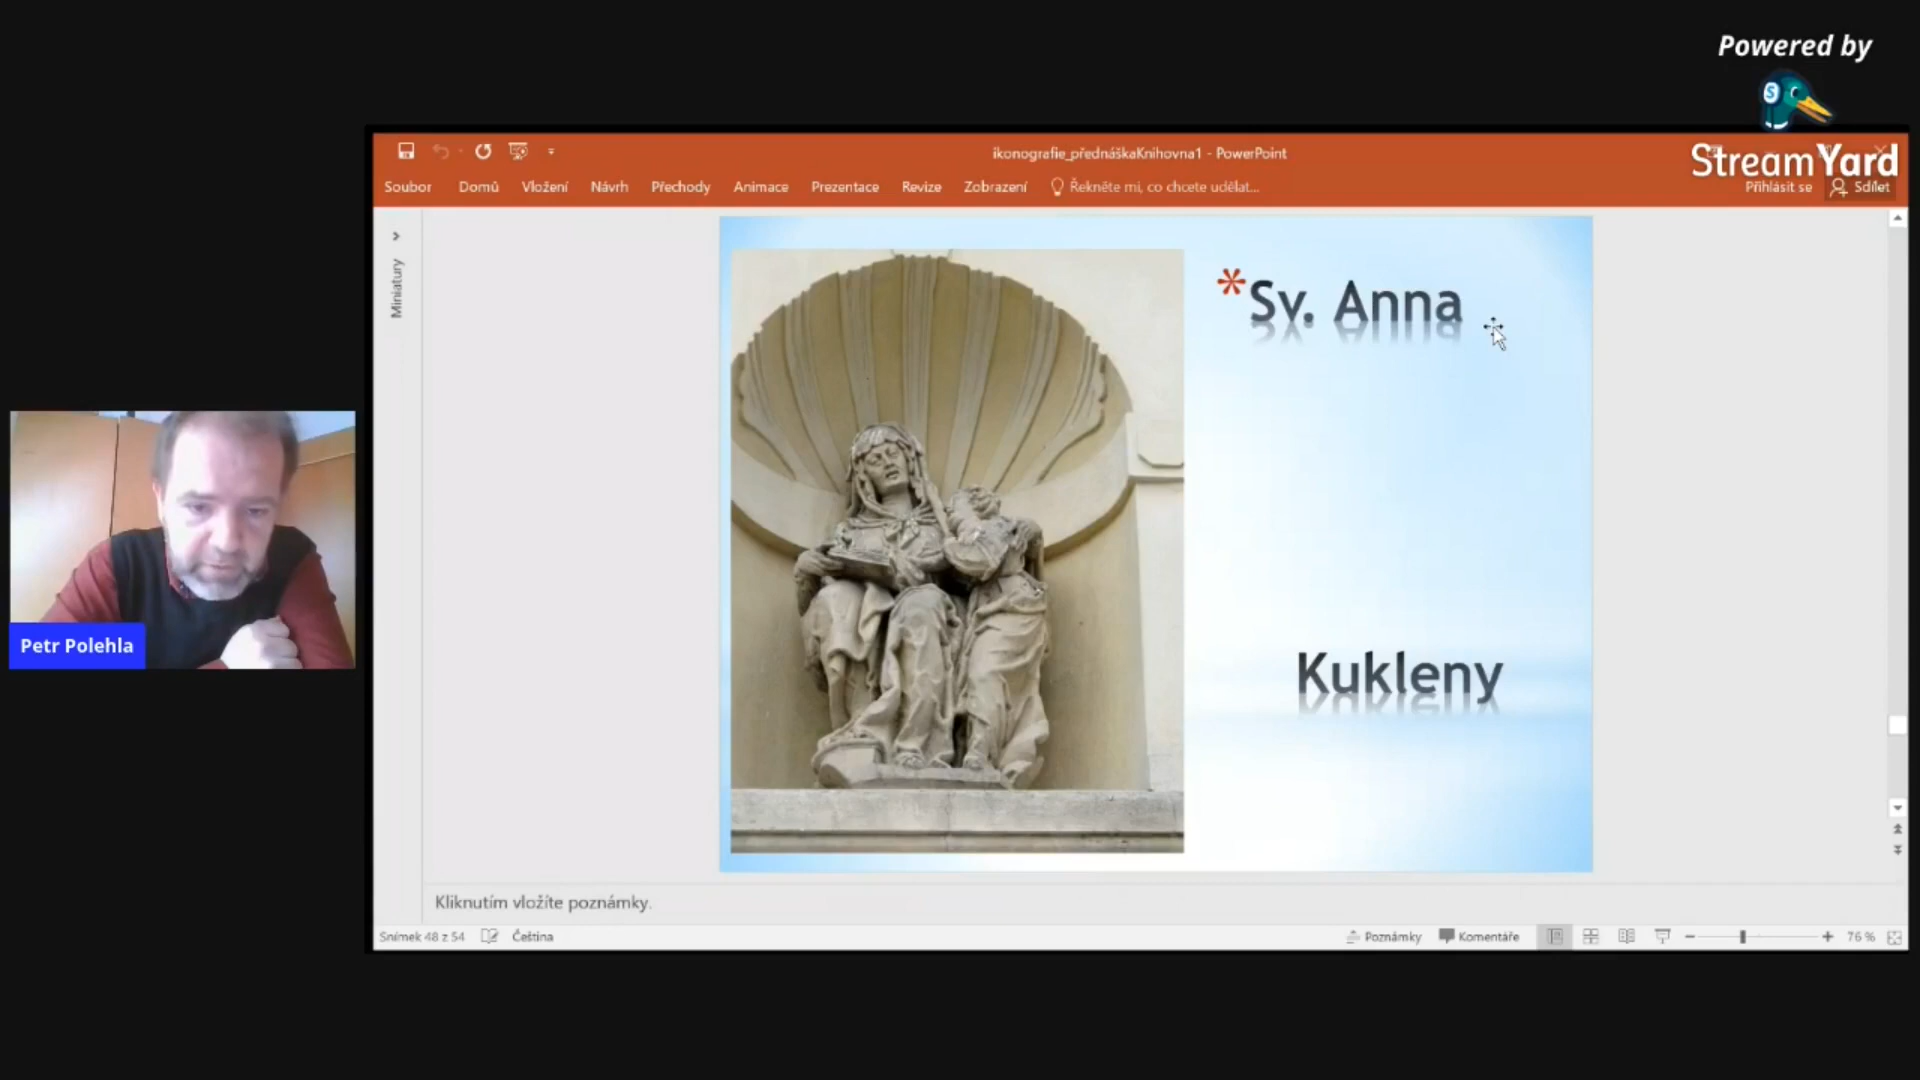 Powered by
StreamYard
ikonografie_přednáškaKnihovna1 - PowerPoint
Soubor Domů Vložení Návrh Přechody Animace Prezentace Revize Zobrazení Řekněte mi, co chcete udělat... Přihlásit se Sdílet
Miniatury
*Sv. Anna
Kukleny
Petr Polehla
Kliknutím vložíte poznámky.
Snímek 48 z 54 Čeština Poznámky Komentáře 76 %